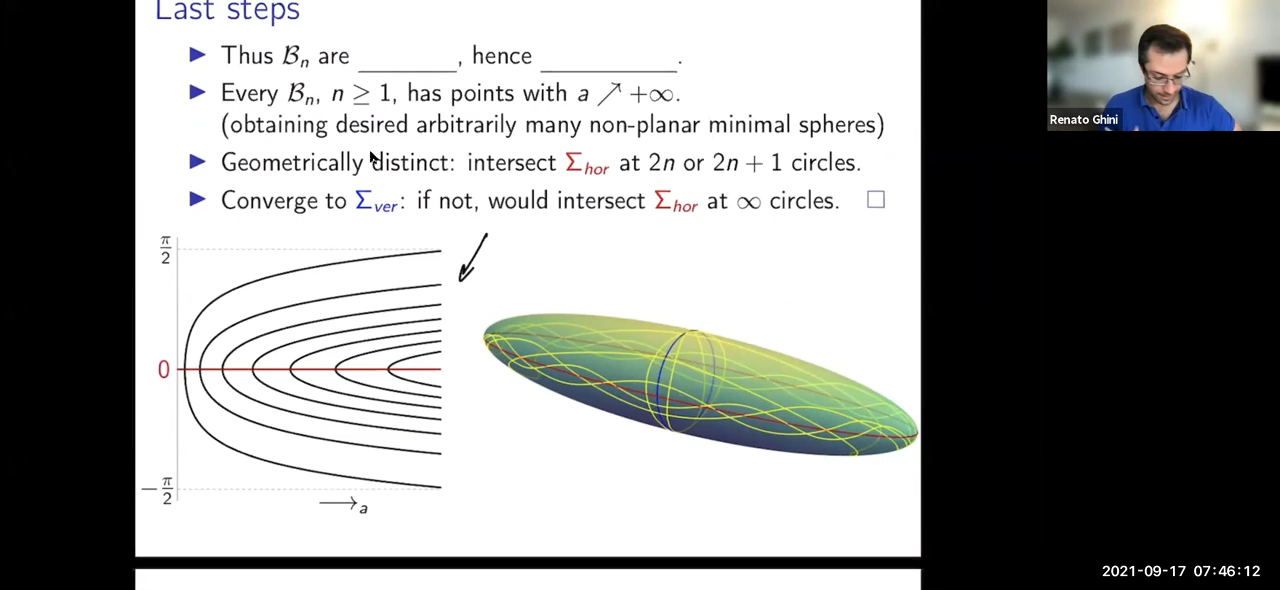 Last steps
Thus ℬₙ are ________, hence ________.
Every ℬₙ, n ≥ 1, has points with a ↗ +∞.
(obtaining desired arbitrarily many non-planar minimal spheres)
Geometrically distinct: intersect Σ_hor at 2n or 2n + 1 circles.
Converge to Σ_ver: if not, would intersect Σ_hor at ∞ circles. □
π/2
0
−π/2
⟶a
Renato Ghini
2021-09-17 07:46:12